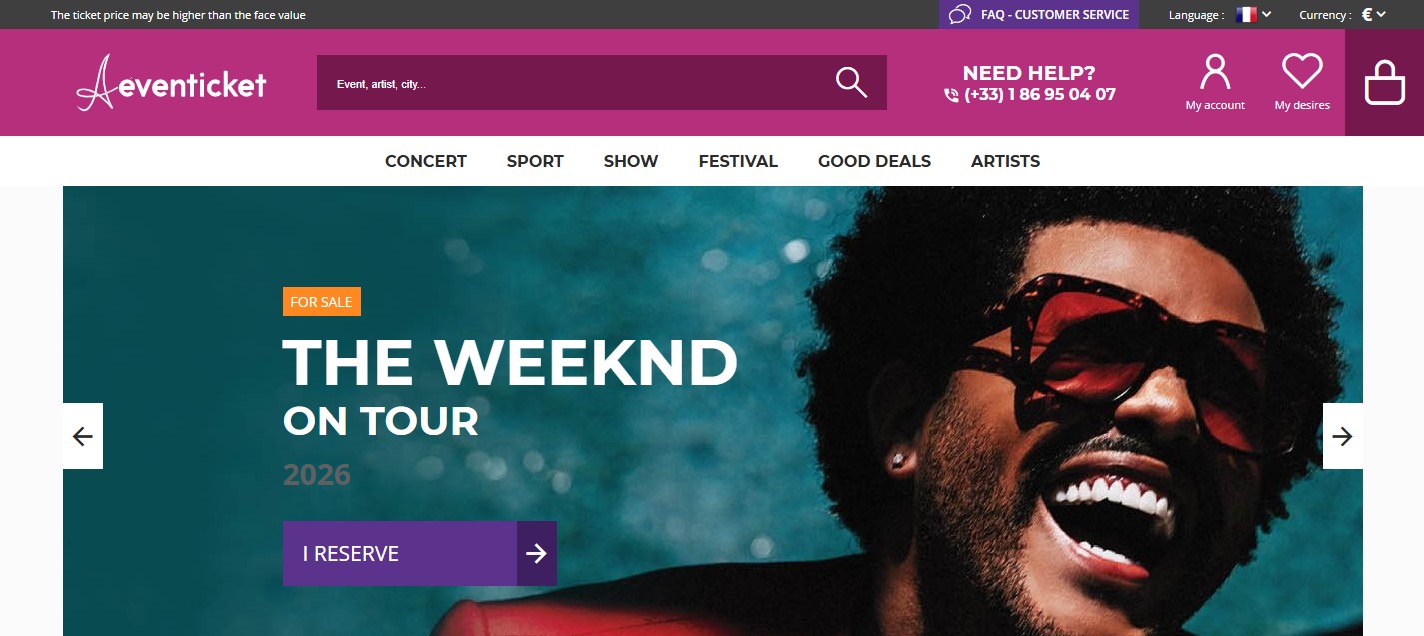 The ticket price may be higher than the face value
FAQ - CUSTOMER SERVICE
Language :
Currency : €
Aeventicket
Event, artist, city...
NEED HELP?
(+33) 1 86 95 04 07
My account
My desires
CONCERT SPORT SHOW FESTIVAL GOOD DEALS ARTISTS
FOR SALE
THE WEEKND
ON TOUR
2026
I RESERVE